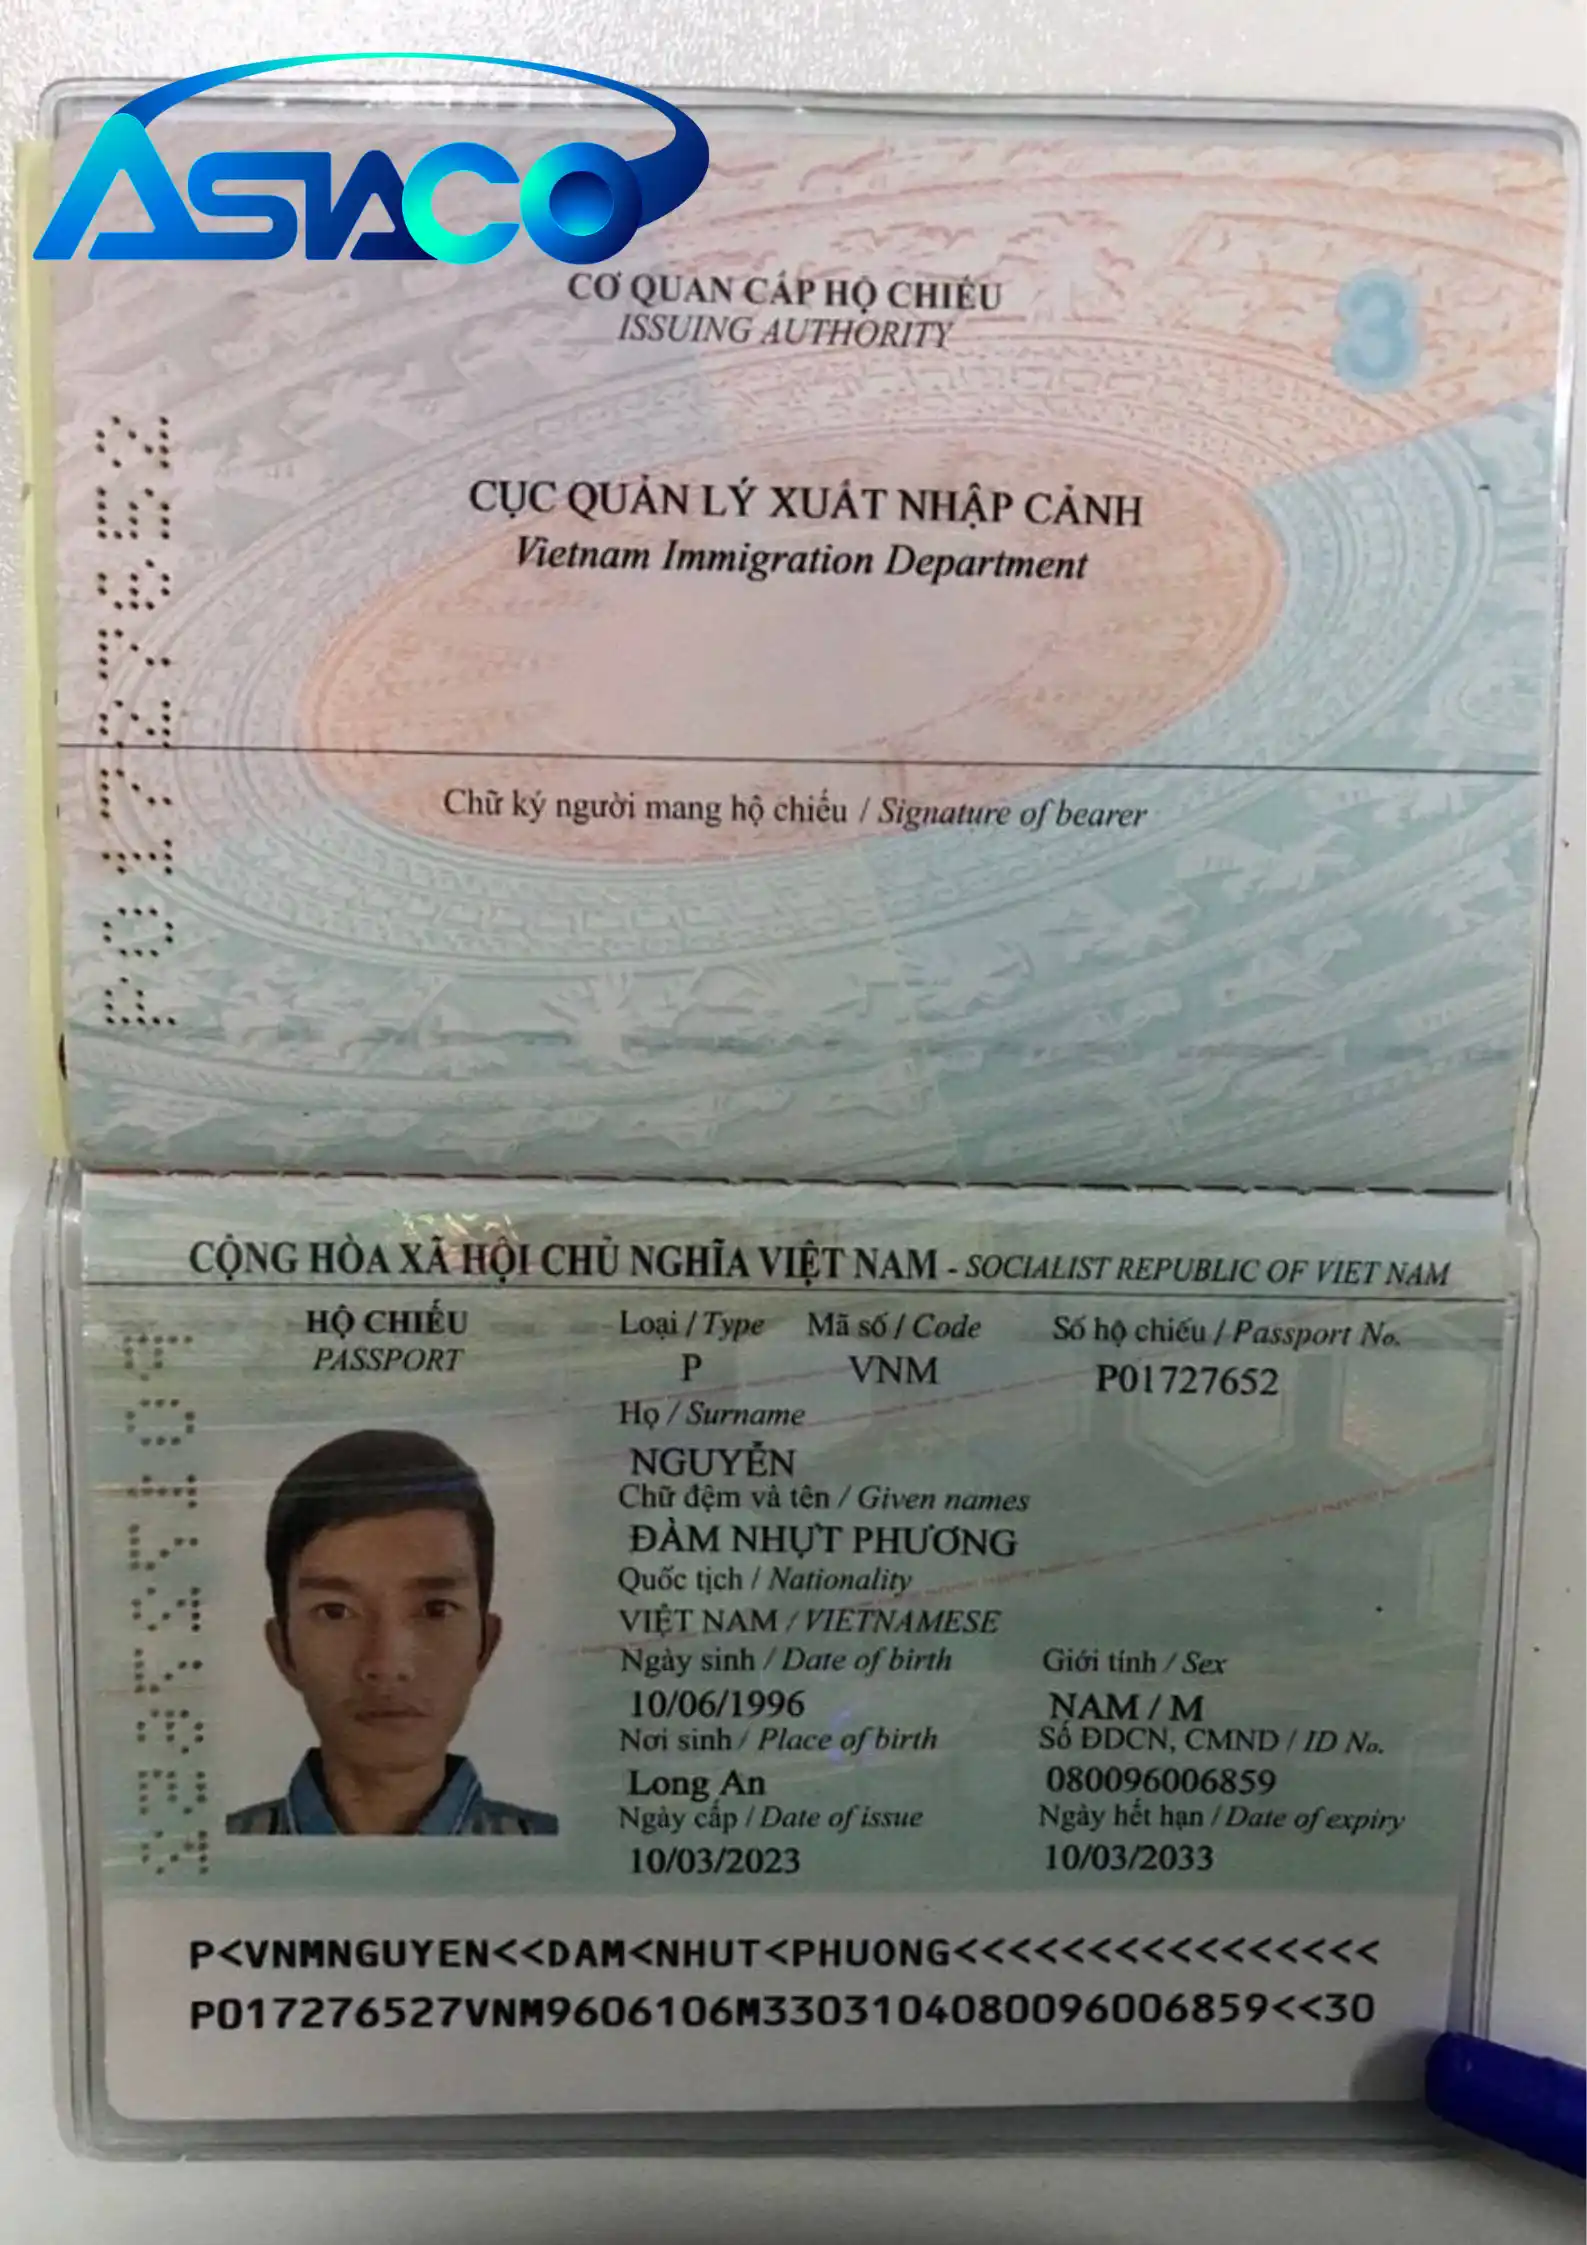 ASIACO
CƠ QUAN CẤP HỘ CHIẾU
ISSUING AUTHORITY
3
CỤC QUẢN LÝ XUẤT NHẬP CẢNH
Vietnam Immigration Department
Chữ ký người mang hộ chiếu / Signature of bearer
P01727652
CỘNG HÒA XÃ HỘI CHỦ NGHĨA VIỆT NAM - SOCIALIST REPUBLIC OF VIET NAM
HỘ CHIẾU
PASSPORT
Loại / Type Mã số / Code Số hộ chiếu / Passport No.
P VNM P01727652
Họ / Surname
NGUYỄN
Chữ đệm và tên / Given names
ĐÀM NHỰT PHƯƠNG
Quốc tịch / Nationality
VIỆT NAM / VIETNAMESE
Ngày sinh / Date of birth Giới tính / Sex
10/06/1996 NAM / M
Nơi sinh / Place of birth Số ĐDCN, CMND / ID No.
Long An 080096006859
Ngày cấp / Date of issue Ngày hết hạn / Date of expiry
10/03/2023 10/03/2033
P01727652
P<VNMNGUYEN<<DAM<NHUT<PHUONG<<<<<<<<<<<<<<<<
P017276527VNM9606106M3303104080096006859<<30